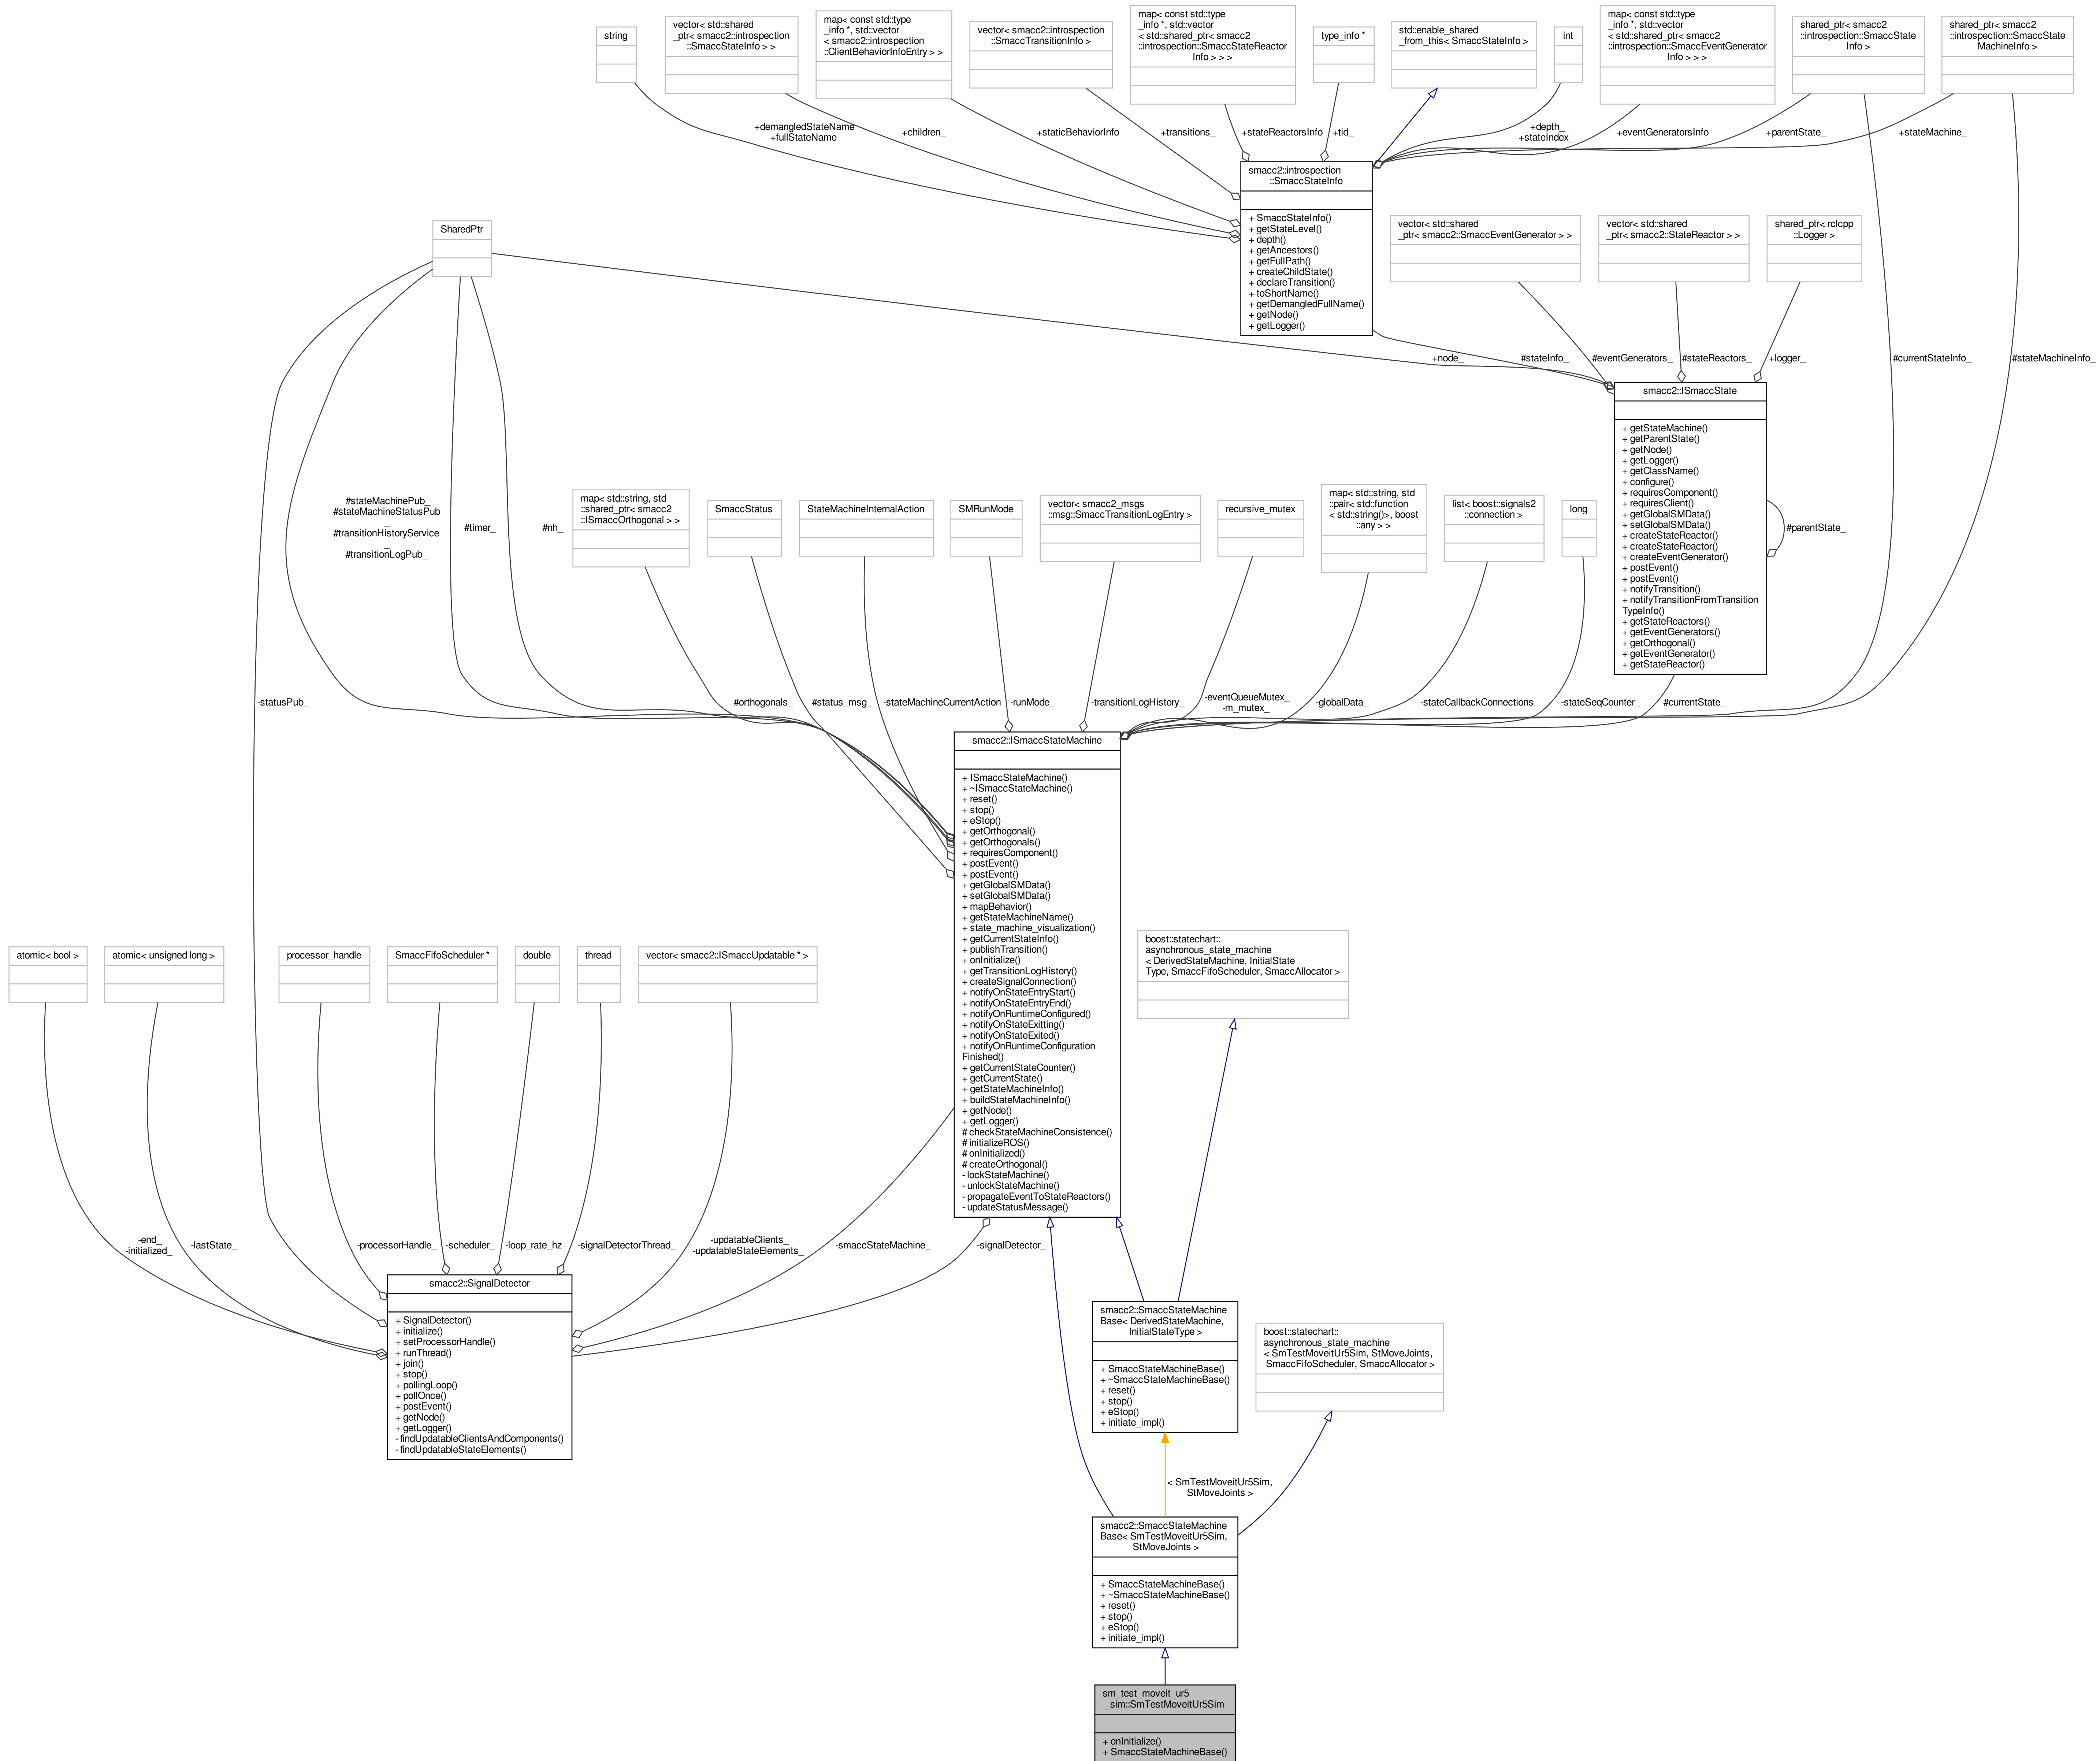 string
vector< std::shared
_ptr< smacc2::introspection
::SmaccStateInfo > >
map< const std::type
_info *, std::vector
< smacc2::introspection
::ClientBehaviorInfoEntry > >
vector< smacc2::introspection
::SmaccTransitionInfo >
map< const std::type
_info *, std::vector
< std::shared_ptr< smacc2
::introspection::SmaccStateReactor
Info > > >
type_info *
std::enable_shared
_from_this< SmaccStateInfo >
int
map< const std::type
_info *, std::vector
< std::shared_ptr< smacc2
::introspection::SmaccEventGenerator
Info > > >
shared_ptr< smacc2
::introspection::SmaccState
Info >
shared_ptr< smacc2
::introspection::SmaccState
MachineInfo >
+demangledStateName
+fullStateName
+children_
+staticBehaviorInfo
+transitions_
+stateReactorsInfo
+tid_
+depth_
+stateIndex_
+eventGeneratorsInfo
+parentState_
+stateMachine_
smacc2::introspection
::SmaccStateInfo
+ SmaccStateInfo()
+ getStateLevel()
+ depth()
+ getAncestors()
+ getFullPath()
+ createChildState()
+ declareTransition()
+ toShortName()
+ getDemangledFullName()
+ getNode()
+ getLogger()
SharedPtr
vector< std::shared
_ptr< smacc2::SmaccEventGenerator > >
vector< std::shared
_ptr< smacc2::StateReactor > >
shared_ptr< rclcpp
::Logger >
+node_
#stateInfo_
#eventGenerators_
#stateReactors_
+logger_
#currentStateInfo_
#stateMachineInfo_
smacc2::ISmaccState
+ getStateMachine()
+ getParentState()
+ getNode()
+ getLogger()
+ getClassName()
+ configure()
+ requiresComponent()
+ requiresClient()
+ getGlobalSMData()
+ setGlobalSMData()
+ createStateReactor()
+ createStateReactor()
+ createEventGenerator()
+ postEvent()
+ postEvent()
+ notifyTransition()
+ notifyTransitionFromTransition
TypeInfo()
+ getStateReactors()
+ getEventGenerators()
+ getOrthogonal()
+ getEventGenerator()
+ getStateReactor()
#parentState_
#stateMachinePub_
#stateMachineStatusPub
_
#transitionHistoryService
_
#transitionLogPub_
#timer_
#nh_
map< std::string, std
::shared_ptr< smacc2
::ISmaccOrthogonal > >
SmaccStatus
StateMachineInternalAction
SMRunMode
vector< smacc2_msgs
::msg::SmaccTransitionLogEntry >
recursive_mutex
map< std::string, std
::pair< std::function
< std::string()>, boost
::any > >
list< boost::signals2
::connection >
long
-statusPub_
#orthogonals_
#status_msg_
-stateMachineCurrentAction
-runMode_
-transitionLogHistory_
-eventQueueMutex_
-m_mutex_
-globalData_
-stateCallbackConnections
-stateSeqCounter_
#currentState_
smacc2::ISmaccStateMachine
+ ISmaccStateMachine()
+ ~ISmaccStateMachine()
+ reset()
+ stop()
+ eStop()
+ getOrthogonal()
+ getOrthogonals()
+ requiresComponent()
+ postEvent()
+ postEvent()
+ getGlobalSMData()
+ setGlobalSMData()
+ mapBehavior()
+ getStateMachineName()
+ state_machine_visualization()
+ getCurrentStateInfo()
+ publishTransition()
+ onInitialize()
+ getTransitionLogHistory()
+ createSignalConnection()
+ notifyOnStateEntryStart()
+ notifyOnStateEntryEnd()
+ notifyOnRuntimeConfigured()
+ notifyOnStateExitting()
+ notifyOnStateExited()
+ notifyOnRuntimeConfiguration
Finished()
+ getCurrentStateCounter()
+ getCurrentState()
+ getStateMachineInfo()
+ buildStateMachineInfo()
+ getNode()
+ getLogger()
# checkStateMachineConsistence()
# initializeROS()
# onInitialized()
# createOrthogonal()
- lockStateMachine()
- unlockStateMachine()
- propagateEventToStateReactors()
- updateStatusMessage()
atomic< bool >
atomic< unsigned long >
processor_handle
SmaccFifoScheduler *
double
thread
vector< smacc2::ISmaccUpdatable * >
boost::statechart::
asynchronous_state_machine
< DerivedStateMachine, InitialState
Type, SmaccFifoScheduler, SmaccAllocator >
-end_
-initialized_
-lastState_
-processorHandle_
-scheduler_
-loop_rate_hz
-signalDetectorThread_
-updatableClients_
-updatableStateElements_
-smaccStateMachine_
-signalDetector_
smacc2::SignalDetector
+ SignalDetector()
+ initialize()
+ setProcessorHandle()
+ runThread()
+ join()
+ stop()
+ pollingLoop()
+ pollOnce()
+ postEvent()
+ getNode()
+ getLogger()
- findUpdatableClientsAndComponents()
- findUpdatableStateElements()
smacc2::SmaccStateMachine
Base< DerivedStateMachine,
InitialStateType >
+ SmaccStateMachineBase()
+ ~SmaccStateMachineBase()
+ reset()
+ stop()
+ eStop()
+ initiate_impl()
boost::statechart::
asynchronous_state_machine
< SmTestMoveitUr5Sim, StMoveJoints,
SmaccFifoScheduler, SmaccAllocator >
< SmTestMoveitUr5Sim,
StMoveJoints >
smacc2::SmaccStateMachine
Base< SmTestMoveitUr5Sim,
StMoveJoints >
+ SmaccStateMachineBase()
+ ~SmaccStateMachineBase()
+ reset()
+ stop()
+ eStop()
+ initiate_impl()
sm_test_moveit_ur5
_sim::SmTestMoveitUr5Sim
+ onInitialize()
+ SmaccStateMachineBase()